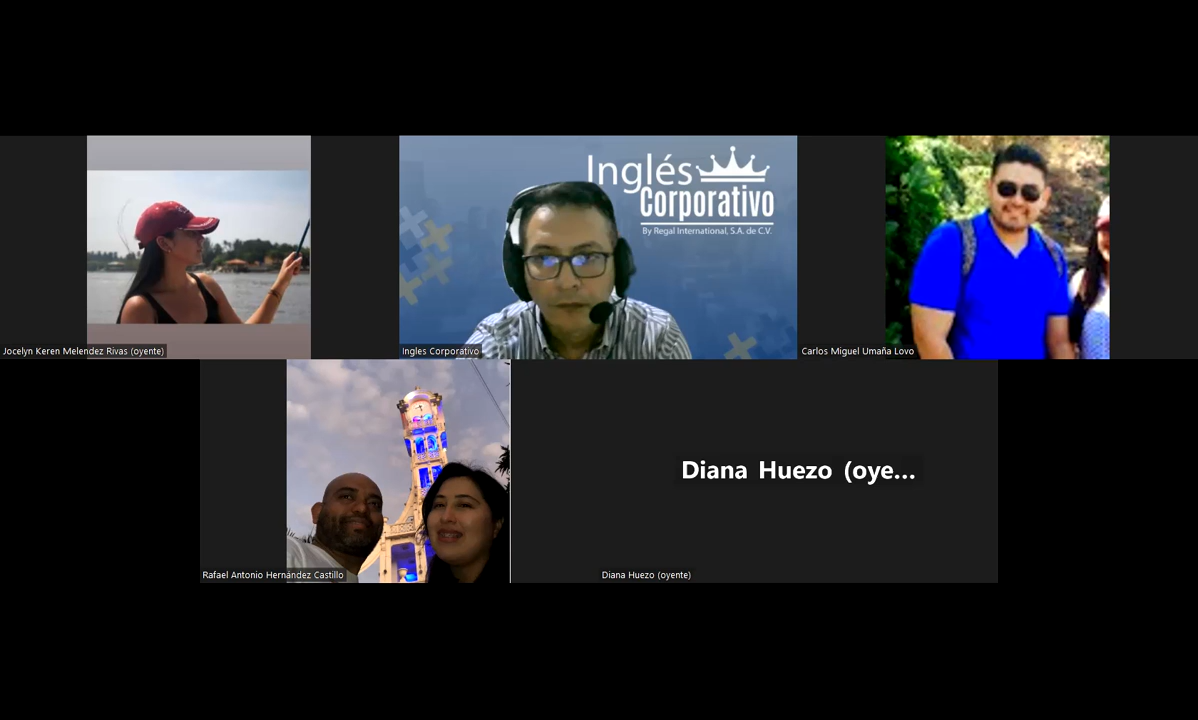 Inglés
Corporativo
By Regal International, S.A. de C.V.
Jocelyn Keren Melendez Rivas (oyente)
Ingles Corporativo
Carlos Miguel Umaña Lovo
Diana Huezo (oye...
Rafael Antonio Hernández Castillo
Diana Huezo (oyente)